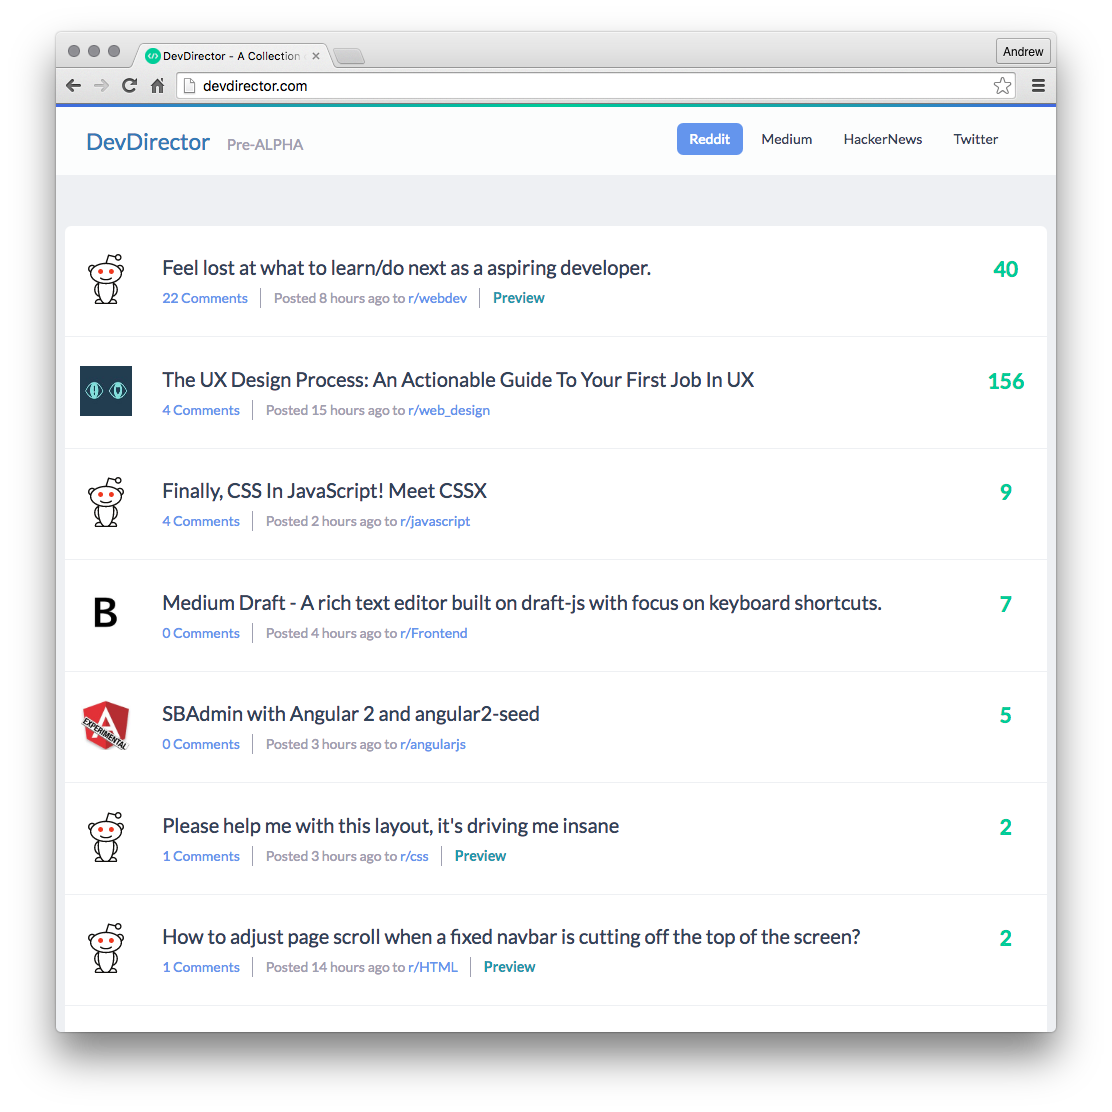 DevDirector - A Collection
Andrew
devdirector.com
DevDirector Pre-ALPHA Reddit Medium HackerNews Twitter
Feel lost at what to learn/do next as a aspiring developer. 40
22 Comments Posted 8 hours ago to r/webdev Preview
The UX Design Process: An Actionable Guide To Your First Job In UX 156
4 Comments Posted 15 hours ago to r/web_design
Finally, CSS In JavaScript! Meet CSSX 9
4 Comments Posted 2 hours ago to r/javascript
B
Medium Draft - A rich text editor built on draft-js with focus on keyboard shortcuts. 7
0 Comments Posted 4 hours ago to r/Frontend
A
EXPERIMENTAL
SBAdmin with Angular 2 and angular2-seed 5
0 Comments Posted 3 hours ago to r/angularjs
Please help me with this layout, it's driving me insane 2
1 Comments Posted 3 hours ago to r/css Preview
How to adjust page scroll when a fixed navbar is cutting off the top of the screen? 2
1 Comments Posted 14 hours ago to r/HTML Preview